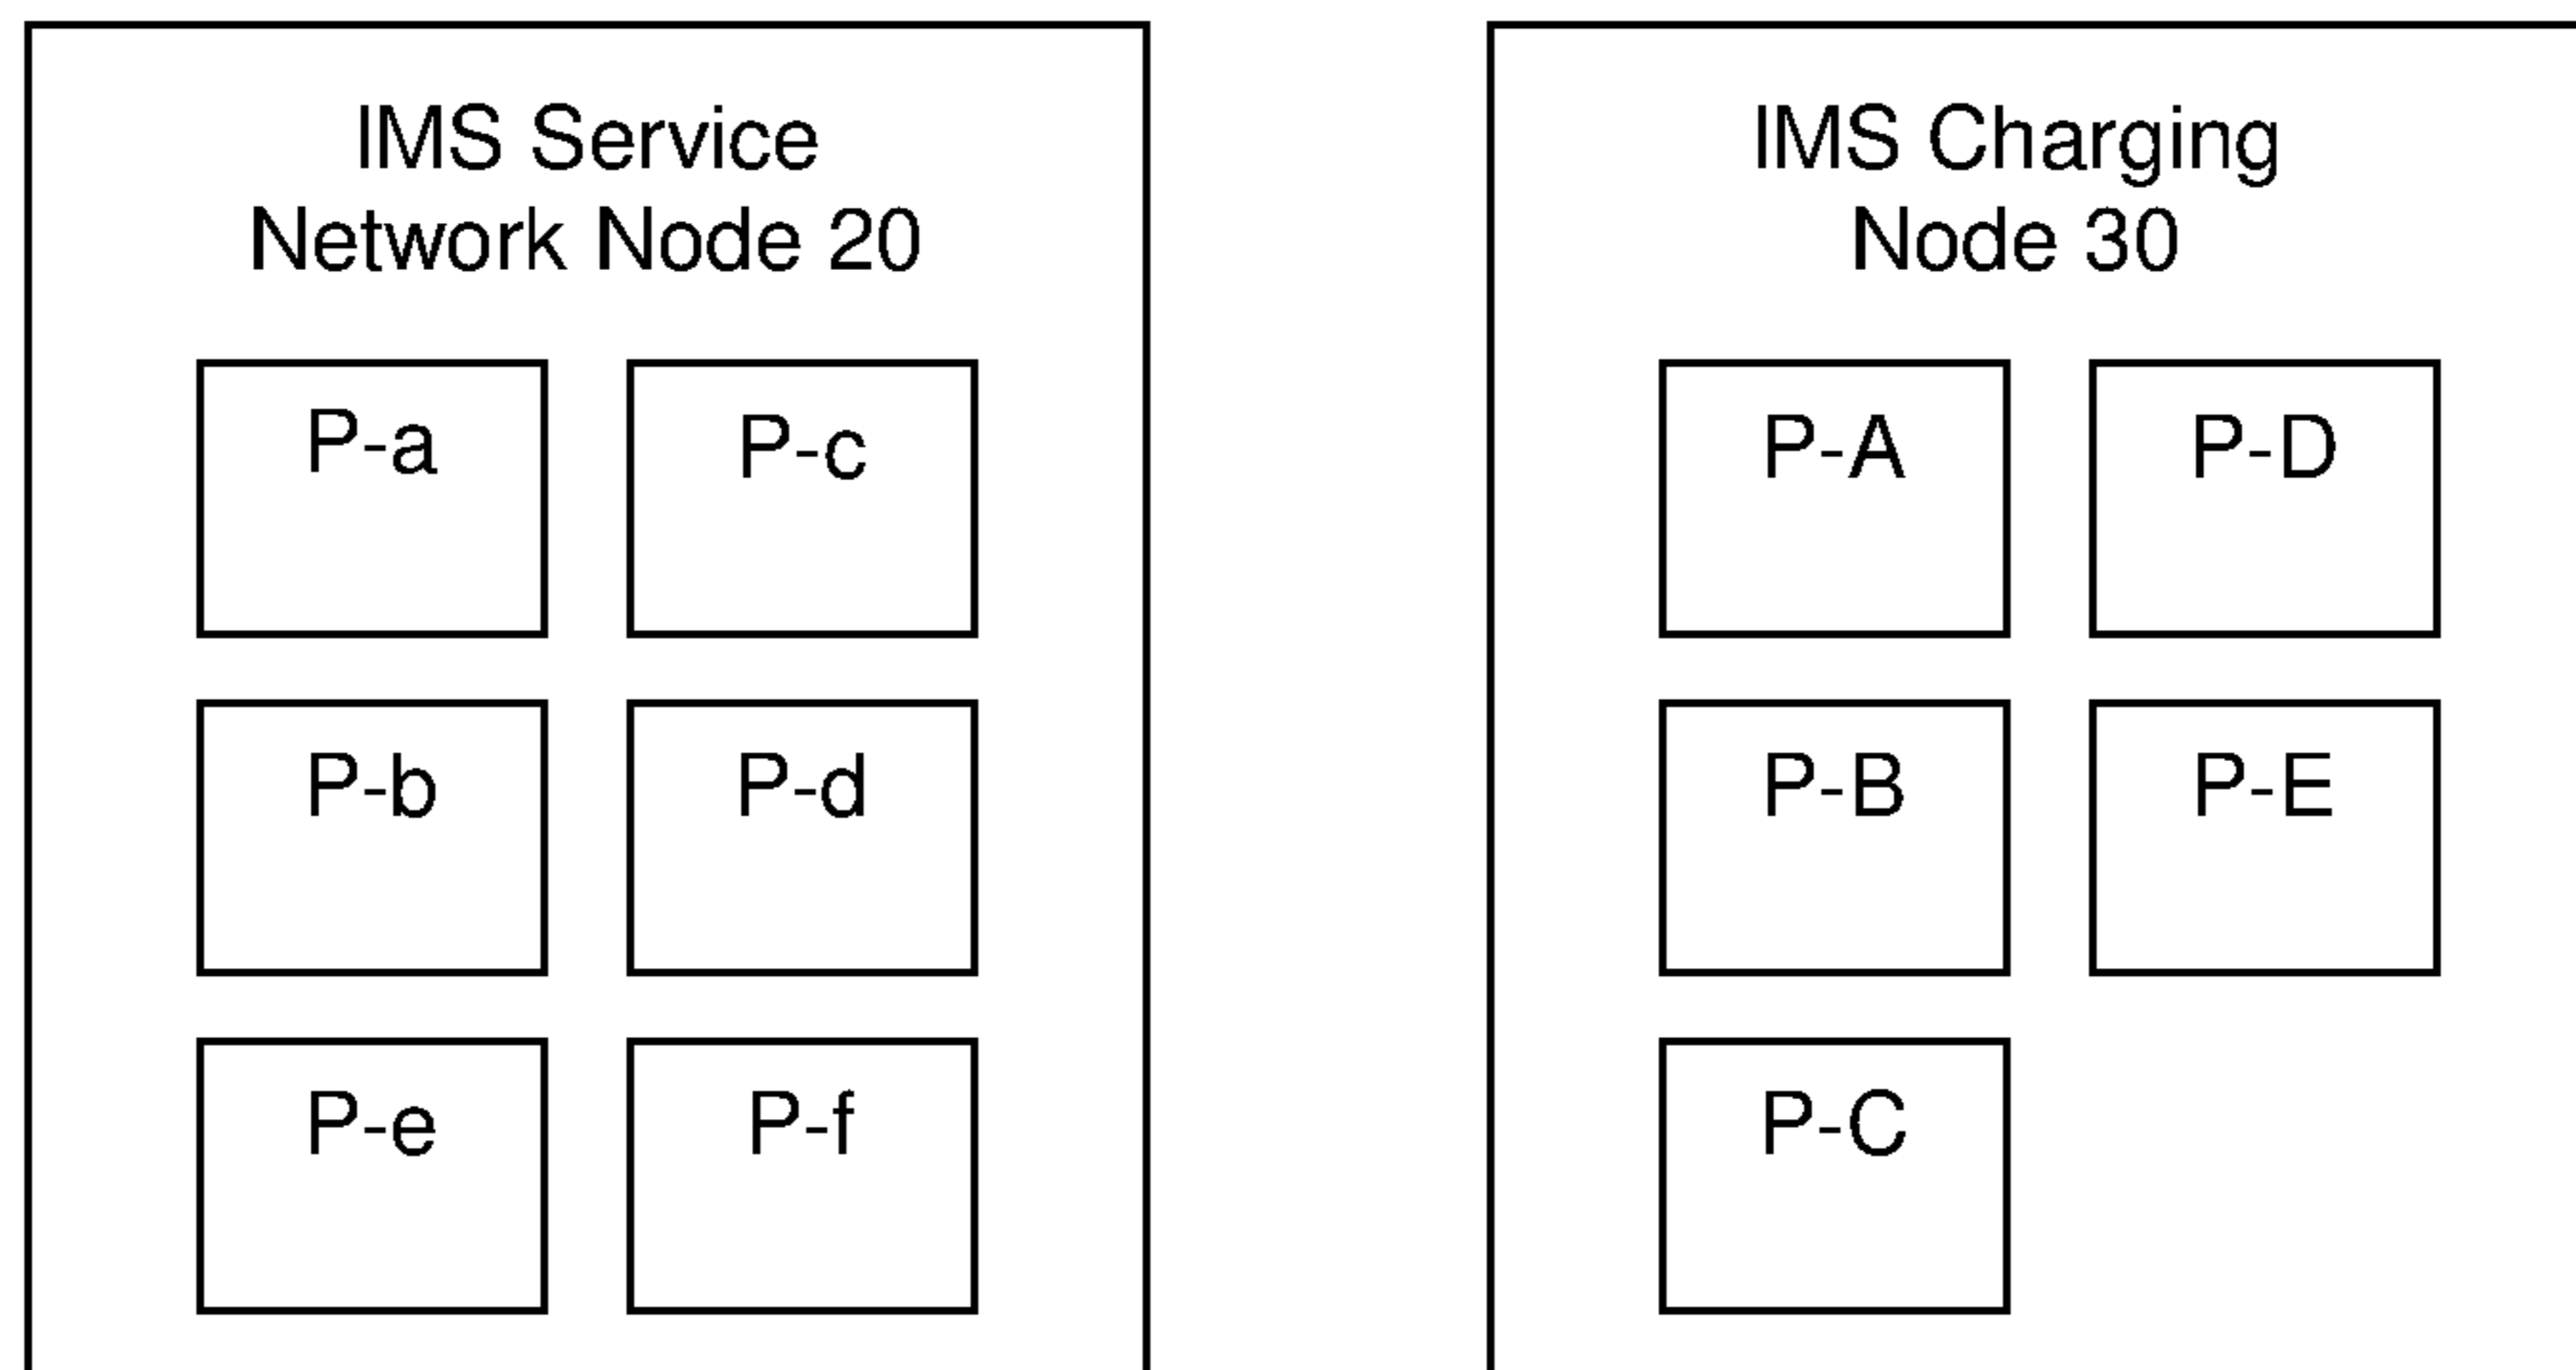 IMS Service
Network Node 20
P-a
P-c
P-b
P-d
P-e
P-f
IMS Charging
Node 30
P-A
P-D
P-B
P-E
P-C